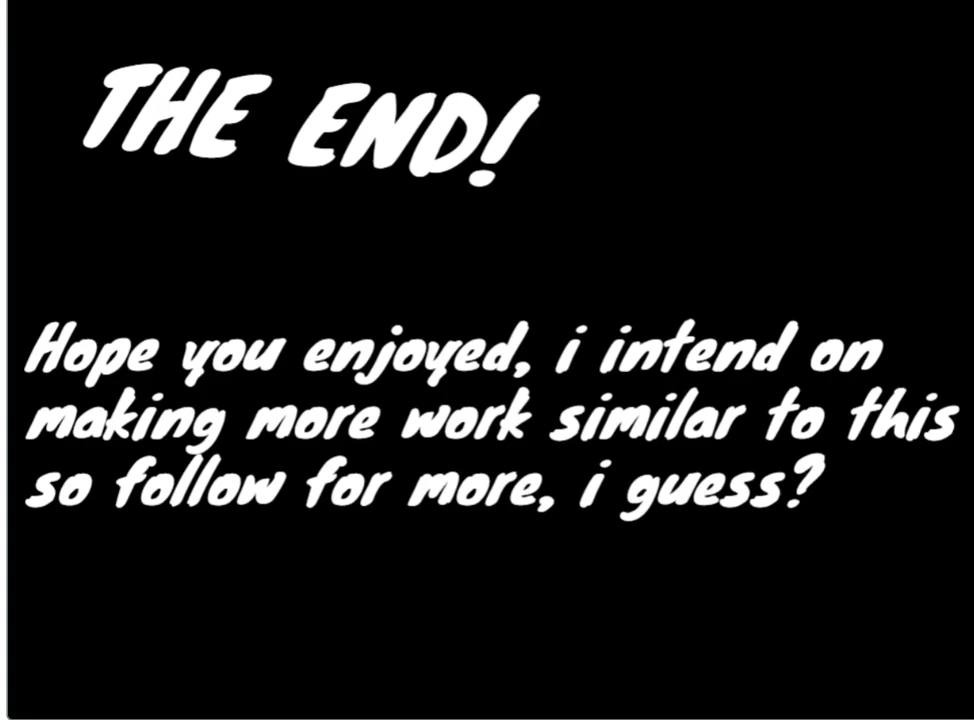 THE END!
Hope you enjoyed, i intend on
making more work similar to this
so follow for more, i guess?